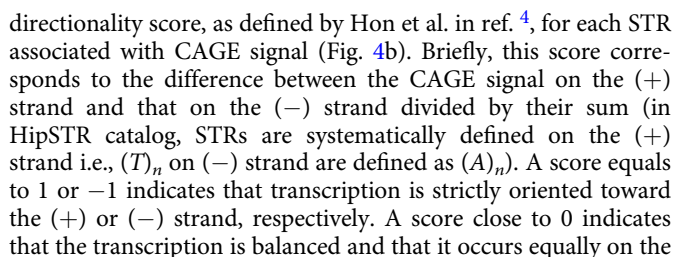 directionality score, as defined by Hon et al. in ref. 4, for each STR
associated with CAGE signal (Fig. 4b). Briefly, this score corre-
sponds to the difference between the CAGE signal on the (+)
strand and that on the (−) strand divided by their sum (in
HipSTR catalog, STRs are systematically defined on the (+)
strand i.e., (T)n on (−) strand are defined as (A)n). A score equals
to 1 or −1 indicates that transcription is strictly oriented toward
the (+) or (−) strand, respectively. A score close to 0 indicates
that the transcription is balanced and that it occurs equally on the